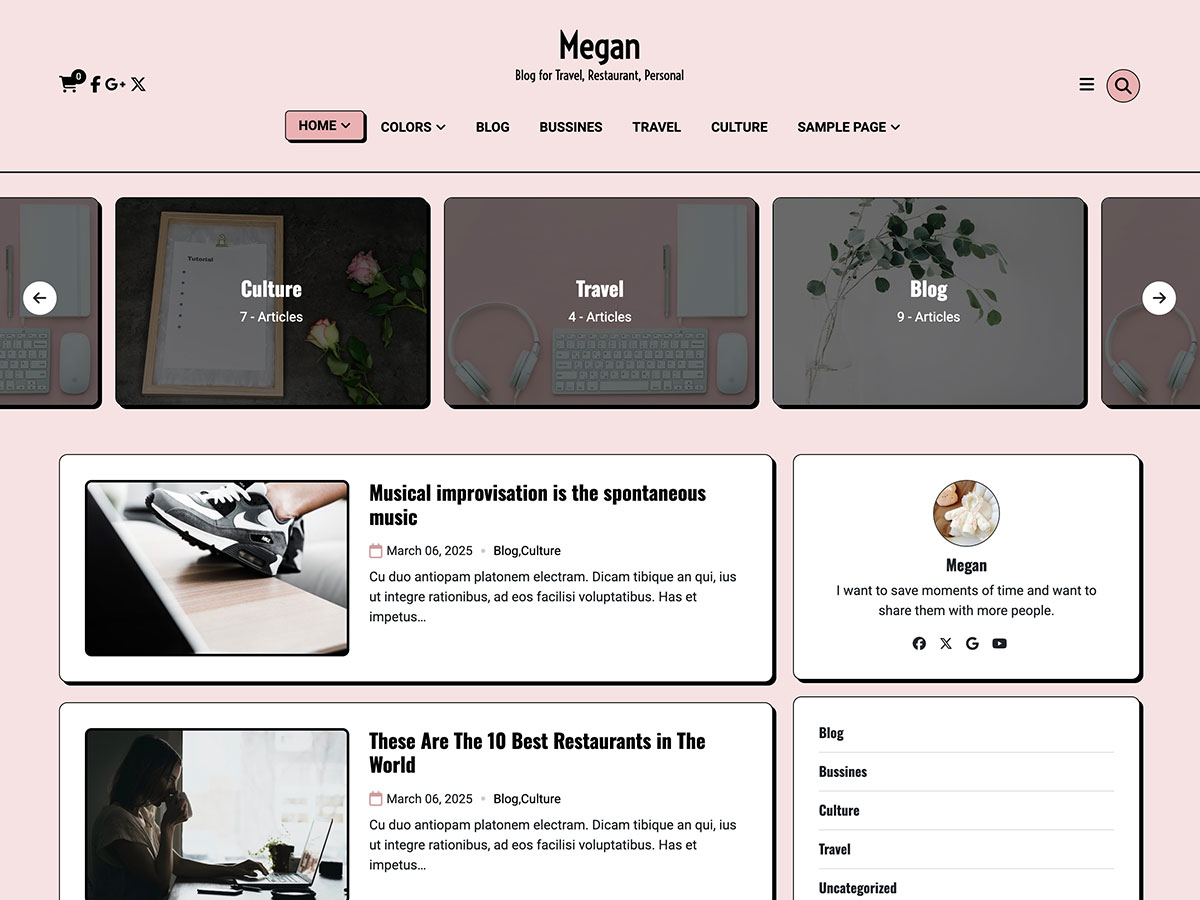 Megan
Blog for Travel, Restaurant, Personal
0
HOME
COLORS
BLOG
BUSSINES
TRAVEL
CULTURE
SAMPLE PAGE
Tutorial
Culture
7 - Articles
Travel
4 - Articles
Blog
9 - Articles
Musical improvisation is the spontaneous
music
March 06, 2025
Blog,Culture
Cu duo antiopam platonem electram. Dicam tibique an qui, ius
ut integre rationibus, ad eos facilisi voluptatibus. Has et
impetus...
Megan
I want to save moments of time and want to
share them with more people.
These Are The 10 Best Restaurants in The
World
March 06, 2025
Blog,Culture
Cu duo antiopam platonem electram. Dicam tibique an qui, ius
ut integre rationibus, ad eos facilisi voluptatibus. Has et
impetus...
Blog
Bussines
Culture
Travel
Uncategorized